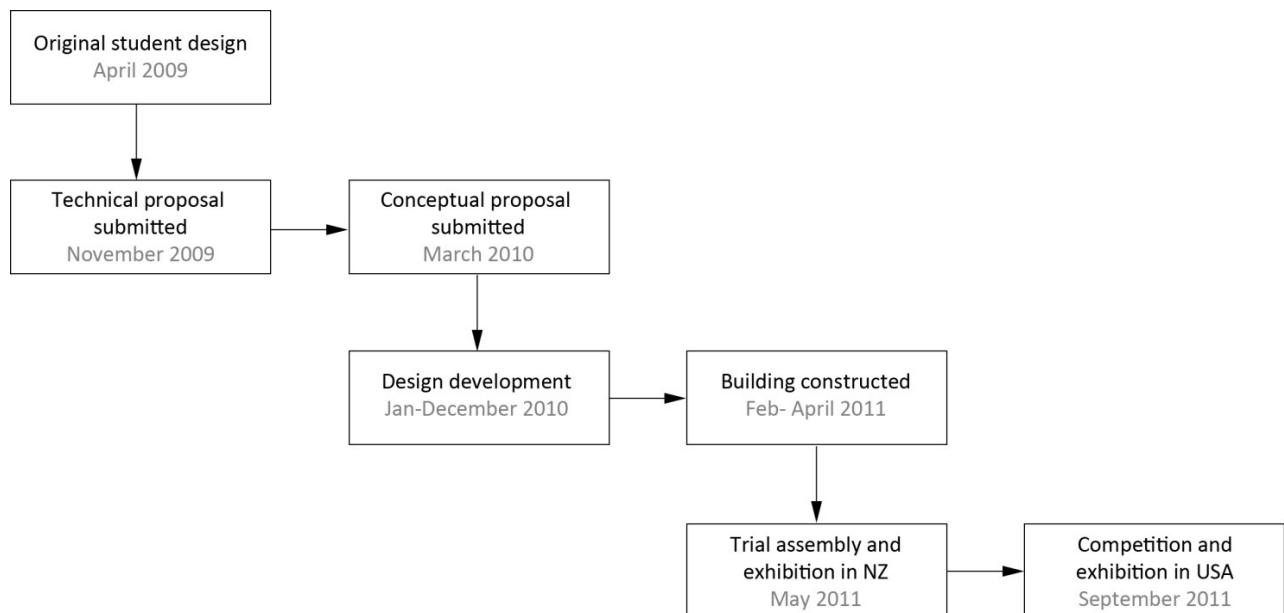 Original student design
April 2009
Technical proposal
submitted
November 2009
Conceptual proposal
submitted
March 2010
Design development
Jan-December 2010
Building constructed
Feb- April 2011
Trial assembly and
exhibition in NZ
May 2011
Competition and
exhibition in USA
September 2011